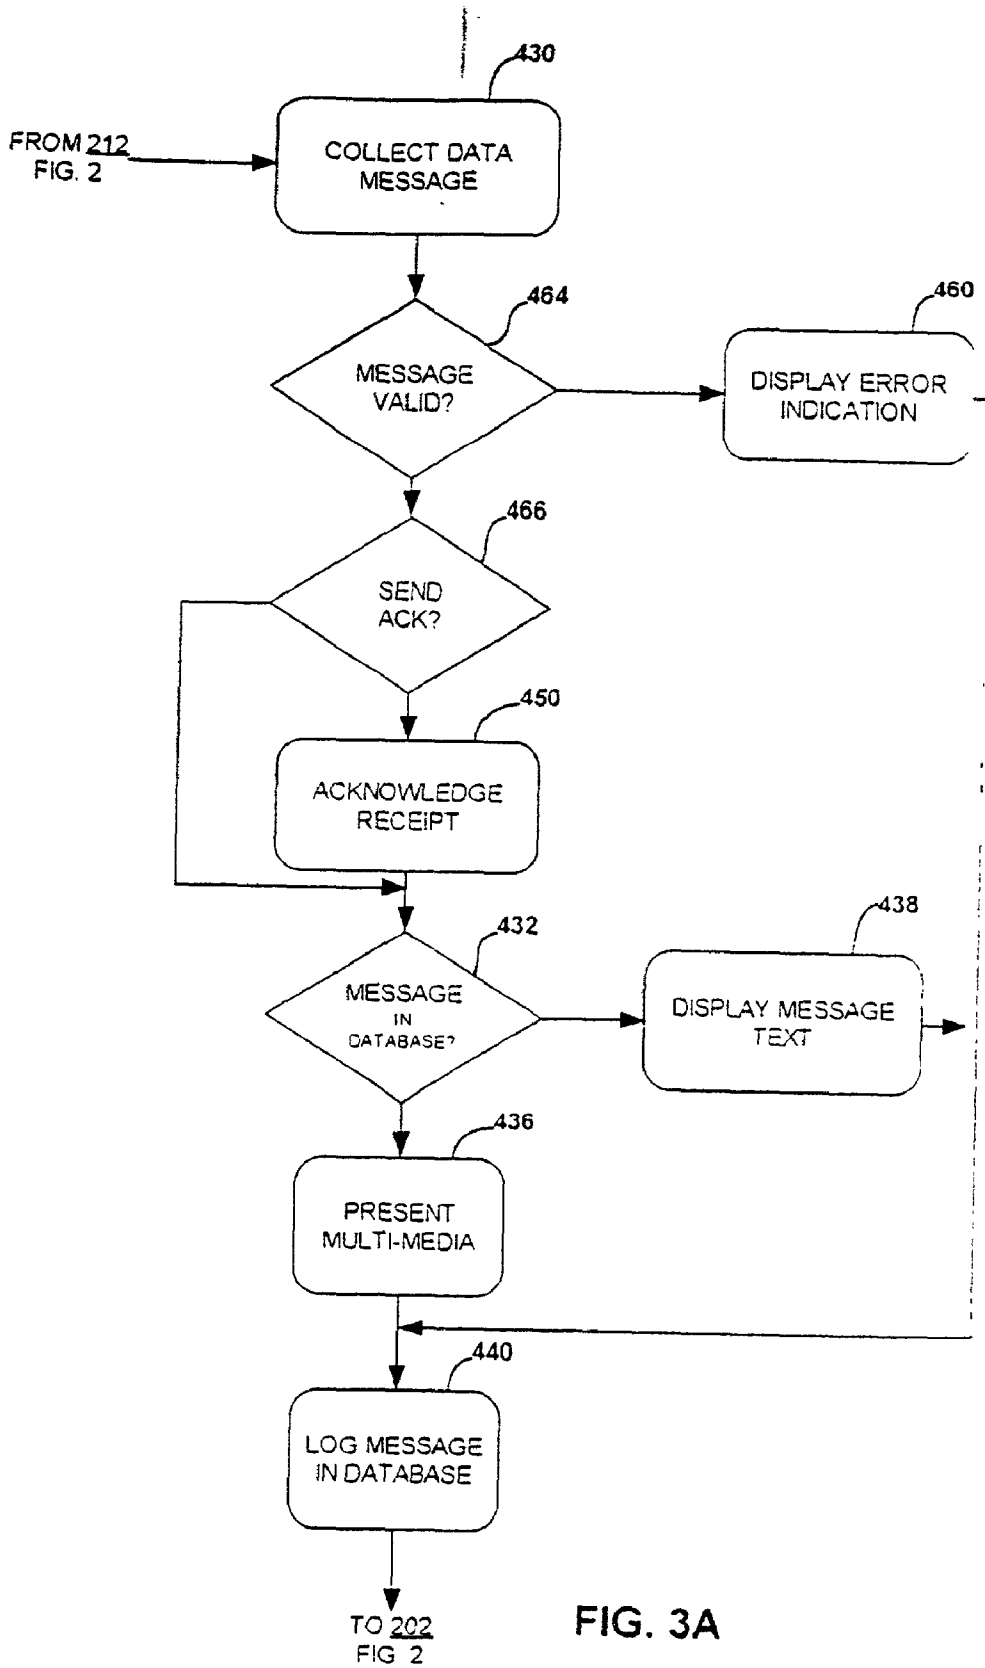 430
FROM 212
FIG. 2
COLLECT DATA
MESSAGE
464
460
MESSAGE
VALID?
DISPLAY ERROR
INDICATION
466
SEND
ACK?
450
ACKNOWLEDGE
RECEIPT
432
438
MESSAGE
IN
DATABASE?
DISPLAY MESSAGE
TEXT
436
PRESENT
MULTI-MEDIA
440
LOG MESSAGE
IN DATABASE
TO 202
FIG 2
FIG. 3A